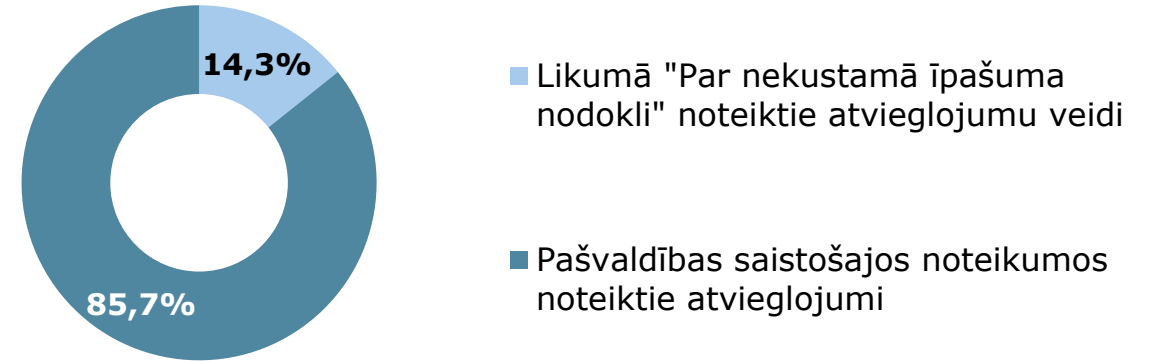 14,3%
Likumā "Par nekustamā īpašuma
nodokli" noteiktie atvieglojumu veidi
Pašvaldības saistošajos noteikumos
noteiktie atvieglojumi
85,7%